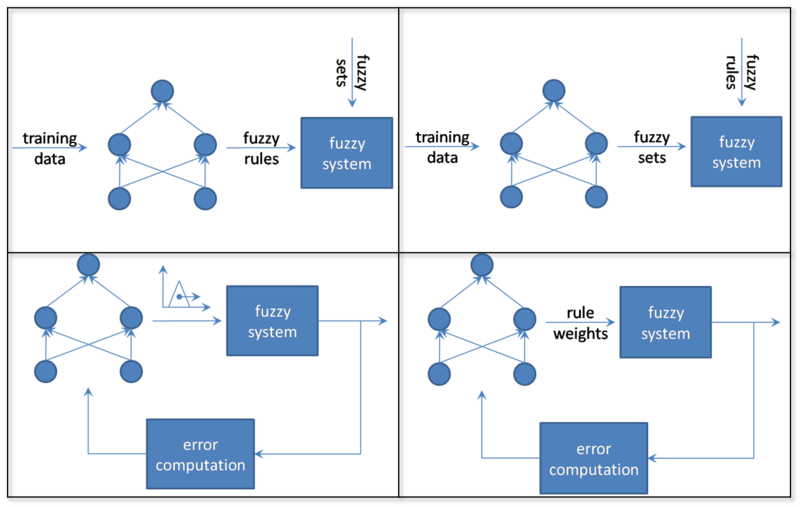 fuzzy
sets
training
data
fuzzy
rules
fuzzy
system
fuzzy
rules
training
data
fuzzy
sets
fuzzy
system
fuzzy
system
error
computation
rule
weights
fuzzy
system
error
computation